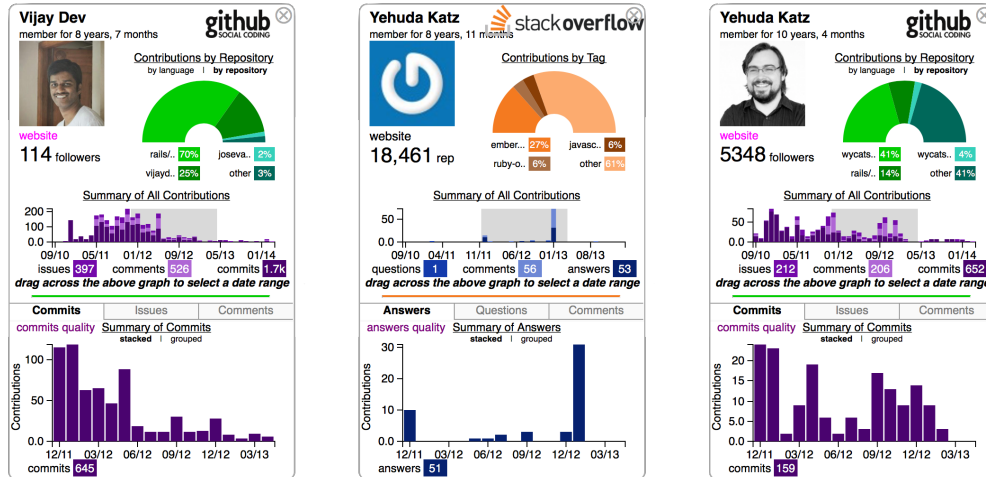 Vijay Dev
github
SOCIAL CODING
member for 8 years, 7 months
Contributions by Repository
by language | by repository
website
114 followers
rails/.. 70% joseva.. 2%
vijayd.. 25% other 3%
Summary of All Contributions
200
100
0.0
09/10 05/11 01/12 09/12 05/13 01/14
issues 397 comments 526 commits 1.7k
drag across the above graph to select a date range
Commits Issues Comments
commits quality Summary of Commits
stacked | grouped
Contributions
100
50
0.0
12/11 03/12 06/12 09/12 12/12 03/13
commits 645
Yehuda Katz
stackoverflow
member for 8 years, 11 months
Contributions by Tag
website
18,461 rep
ember... 27% javasc.. 6%
ruby-o.. 6% other 61%
Summary of All Contributions
50
0.0
09/10 04/11 11/11 06/12 01/13 08/13
questions 1 comments 56 answers 53
drag across the above graph to select a date range
Answers Questions Comments
answers quality Summary of Answers
stacked | grouped
Contributions
30
20
10
0.0
12/11 03/12 06/12 09/12 12/12 03/13
answers 51
Yehuda Katz
github
SOCIAL CODING
member for 10 years, 4 months
Contributions by Repository
by language | by repository
website
5348 followers
wycats.. 41% wycats.. 4%
rails/.. 14% other 41%
Summary of All Contributions
50
0.0
09/10 05/11 01/12 09/12 05/13 01/14
issues 212 comments 206 commits 652
drag across the above graph to select a date range
Commits Issues Comments
commits quality Summary of Commits
stacked | grouped
Contributions
20
15
10
5.0
0.0
12/11 03/12 06/12 09/12 12/12 03/13
commits 159